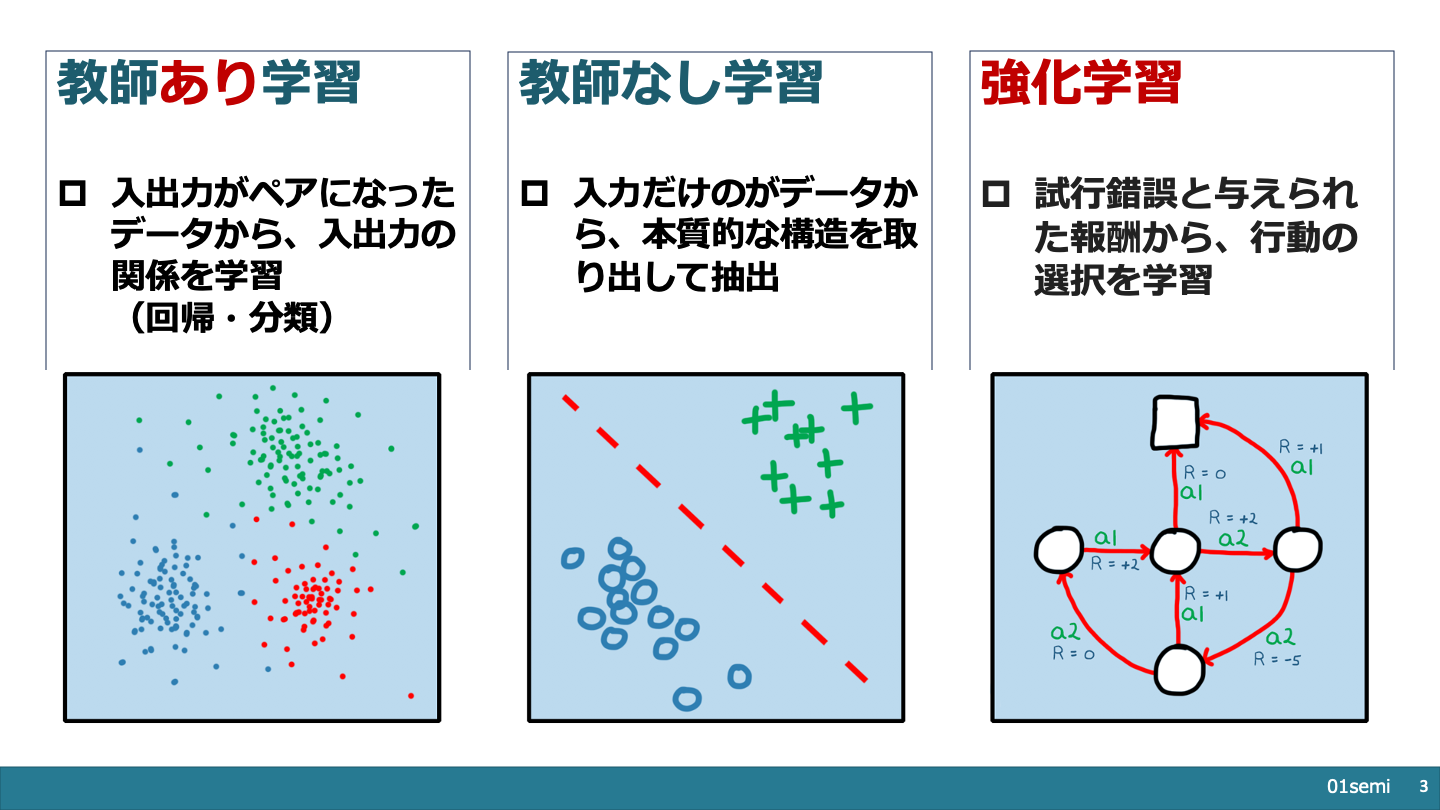 教師あり学習
入出力がペアになった
データから、入出力の
関係を学習
（回帰・分類）
教師なし学習
入力だけのがデータか
ら、本質的な構造を取
り出して抽出
強化学習
試行錯誤と与えられ
た報酬から、行動の
選択を学習
R = +1
a1
R = 0
a1
R = +2
a2
a1
R = +2
R = +1
a1
a2
R = 0
a2
R = -5
01semi 3